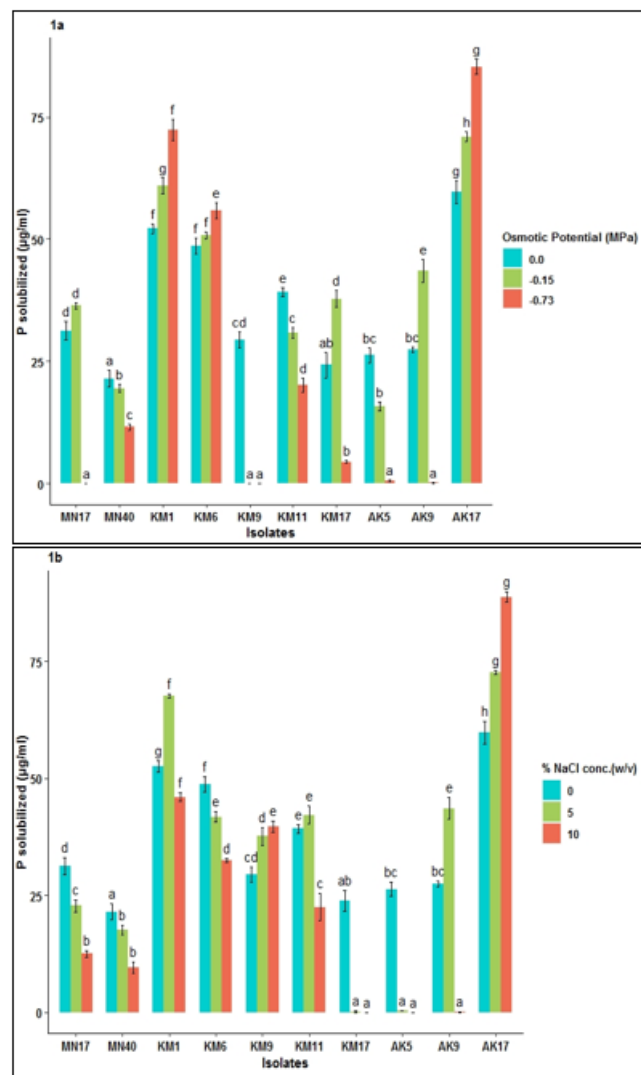 1a
g
75
f
h
g
g
f
e
Osmotic Potential (MPa)
0.0
-0.15
-0.73
P solubilized (µg/ml)
50
f
f f
e
d d
e
c
d
cd
d
ab
bc
bc
25
a
b
c
b
a
a a
b
a
a
0
MN17 MN40 KM1 KM6 KM9 KM11 KM17 AK5 AK9 AK17
Isolates
1b
g
g
75
f
h
g
f
f
e
d
% NaCl conc.(w/v)
0
5
10
P solubilized (µg/ml)
50
cd
d
d
e
e
c
e
d
c
b
a
b
b
ab
bc
bc
25
a a
a
a
a
0
MN17 MN40 KM1 KM6 KM9 KM11 KM17 AK5 AK9 AK17
Isolates